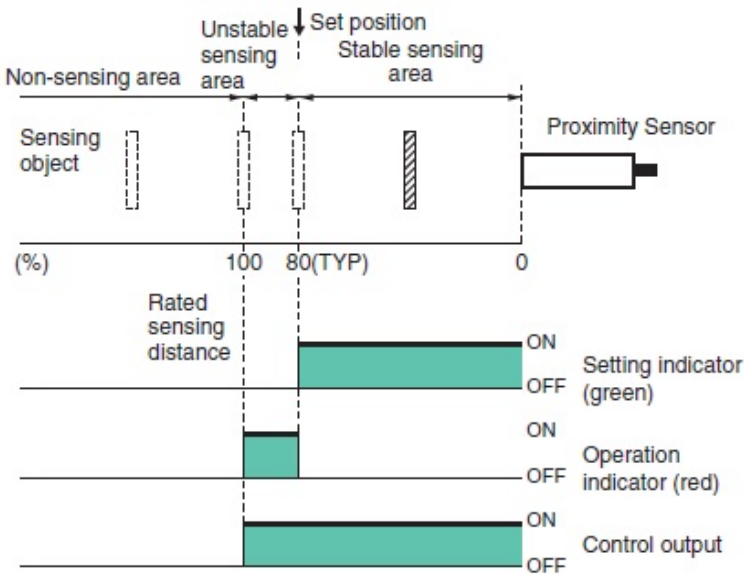 Set position
Unstable
sensing
area
Stable sensing
area
Non-sensing area
Sensing
object
Proximity Sensor
(%)
100
80(TYP)
0
Rated
sensing
distance
ON
OFF
Setting indicator
(green)
ON
OFF
Operation
indicator (red)
ON
OFF
Control output